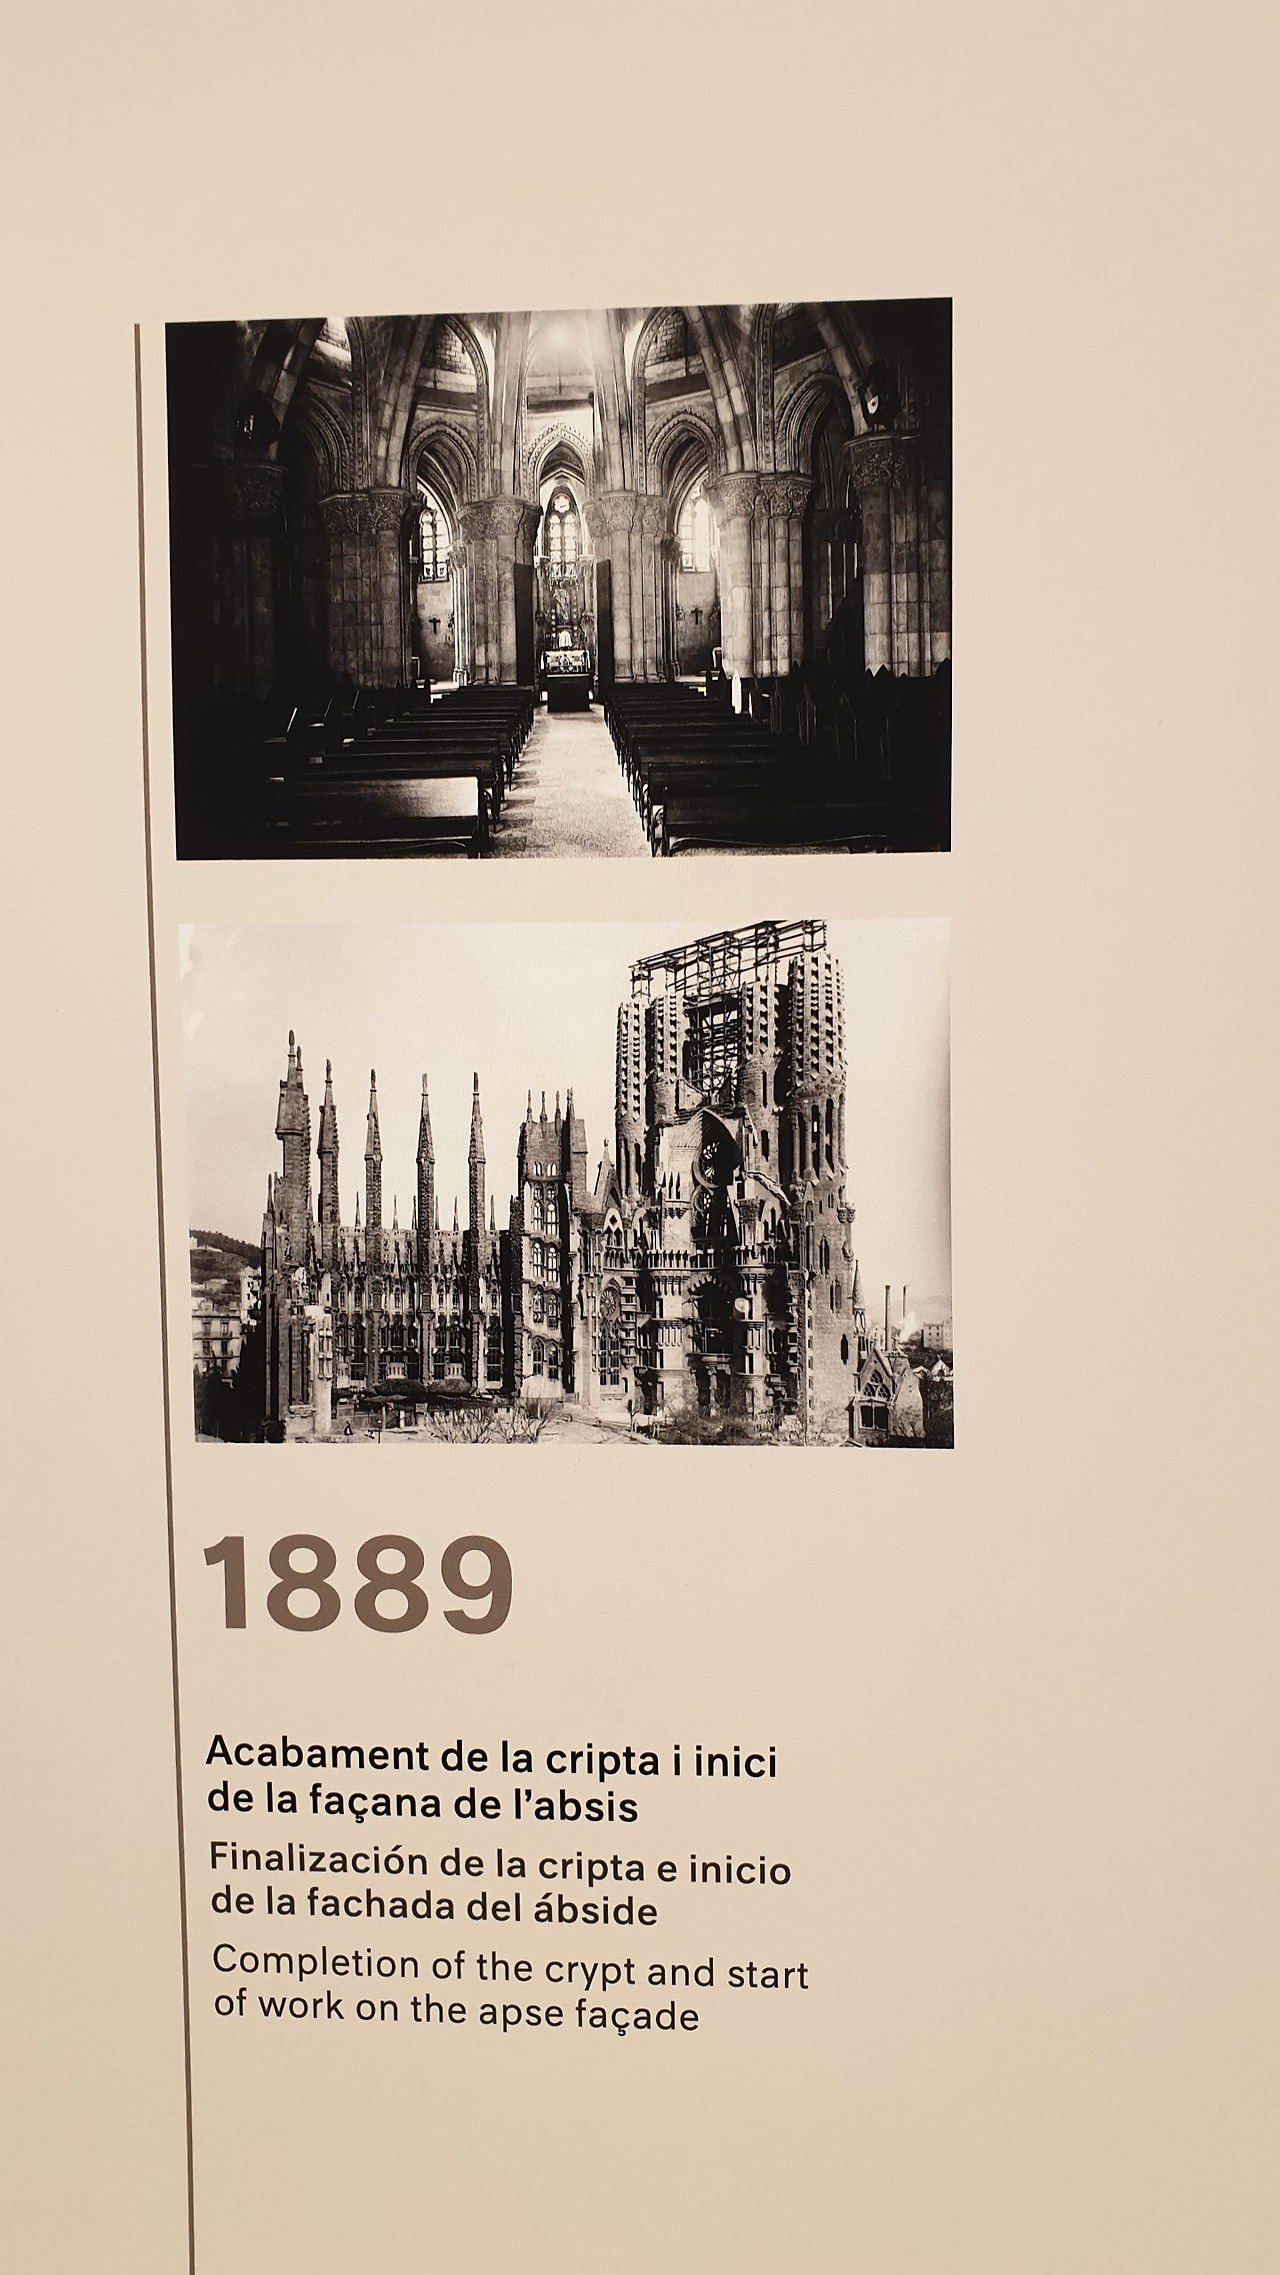 1889
Acabament de la cripta i inici
de la façana de l’absis
Finalización de la cripta e inicio
de la fachada del ábside
Completion of the crypt and start
of work on the apse façade